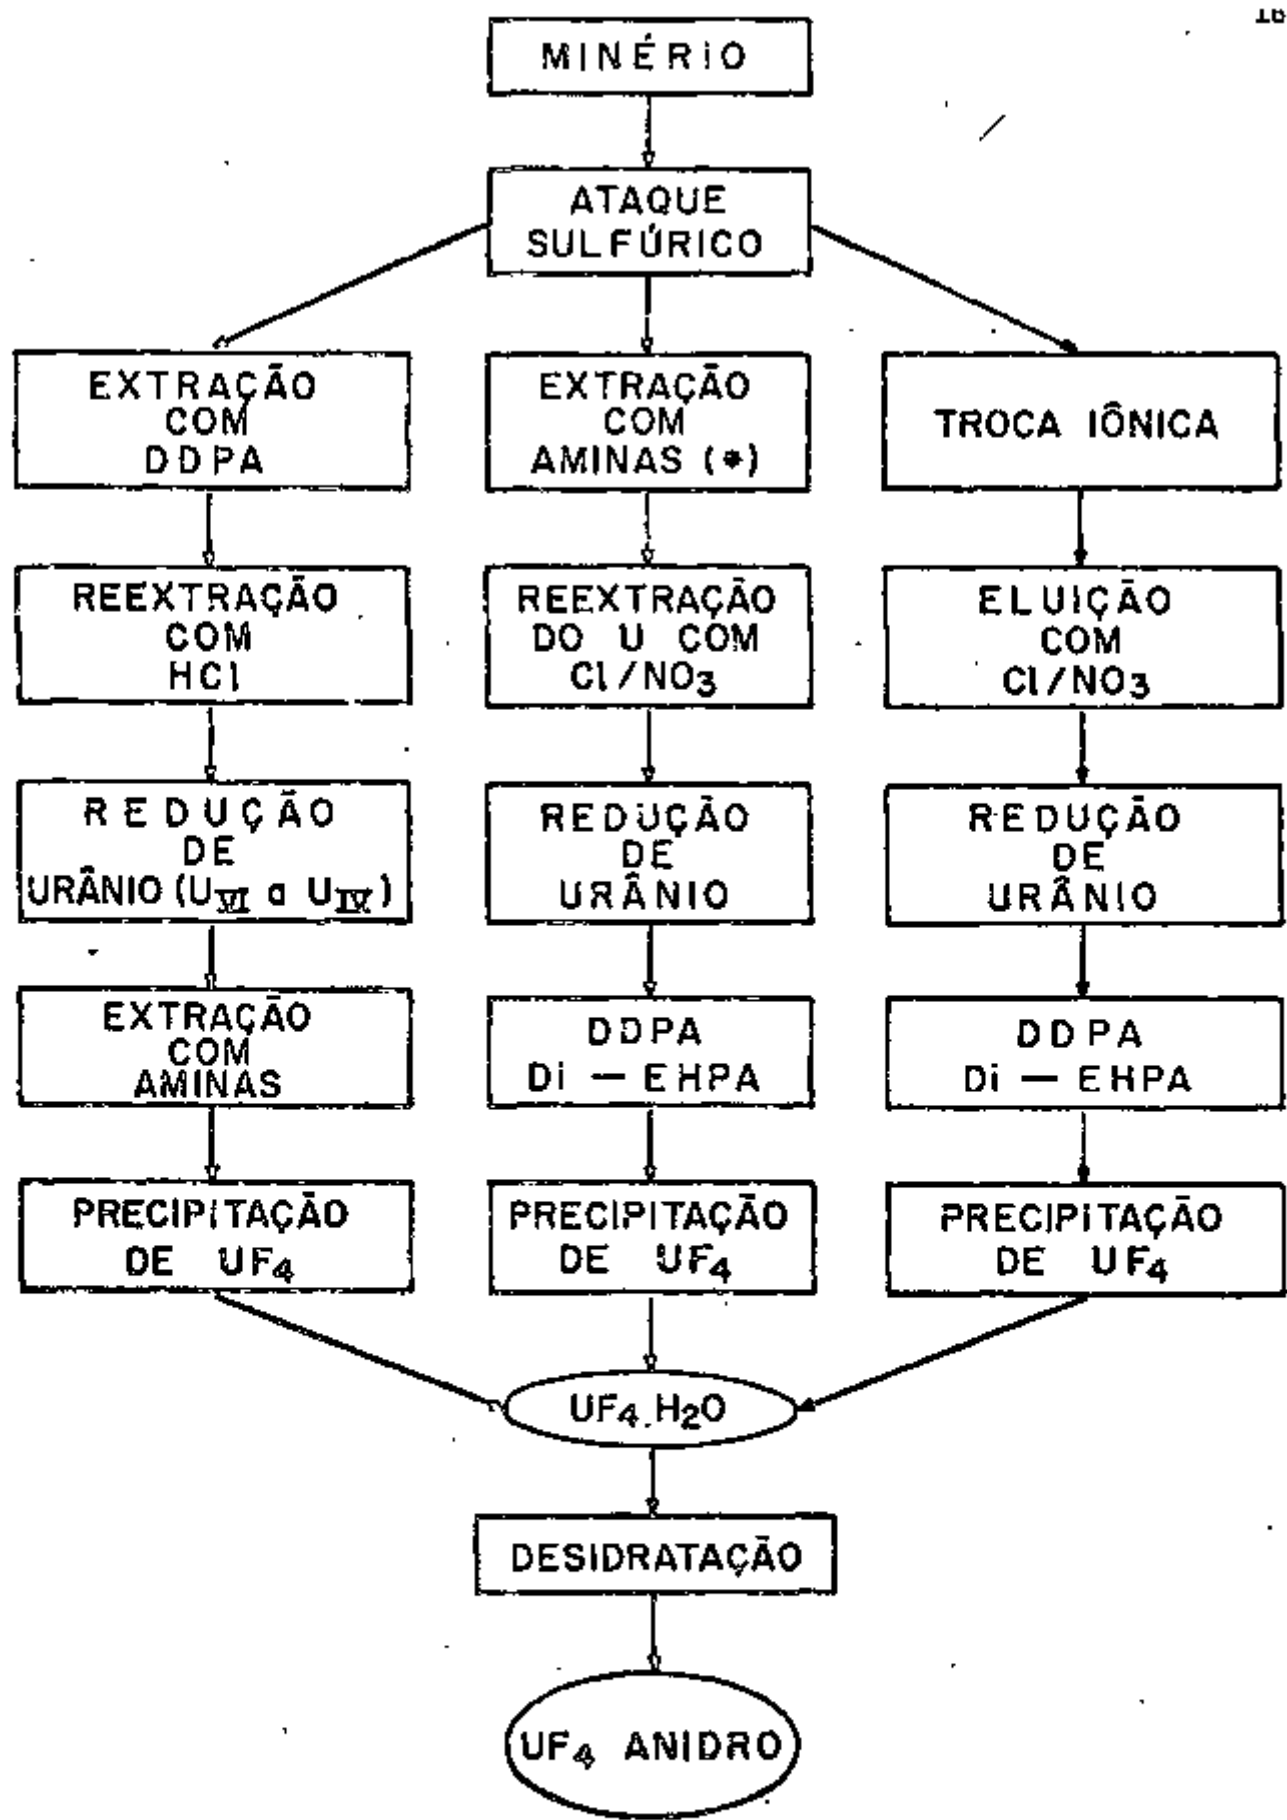 MINÉRIO
ATAQUE
SULFÚRICO
EXTRAÇÃO
COM
DDPA
EXTRAÇÃO
COM
AMINAS (*)
TROCA IÔNICA
REEXTRAÇÃO
COM
HCl
REEXTRAÇÃO
DO U COM
Cl/NO₃
ELUIÇÃO
COM
Cl/NO₃
REDUÇÃO
DE
URÂNIO (U_VI a U_IV)
REDUÇÃO
DE
URÂNIO
REDUÇÃO
DE
URÂNIO
EXTRAÇÃO
COM
AMINAS
DDPA
Di — EHPA
DDPA
Di — EHPA
PRECIPITAÇÃO
DE UF₄
PRECIPITAÇÃO
DE UF₄
PRECIPITAÇÃO
DE UF₄
UF₄.H₂O
DESIDRATAÇÃO
UF₄ ANIDRO